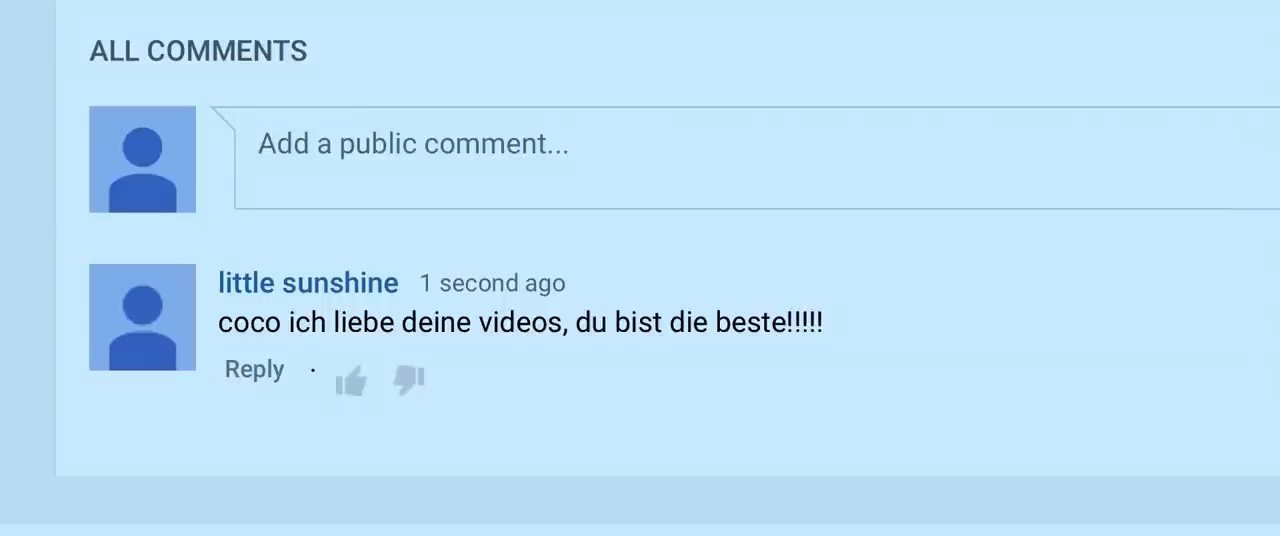 ALL COMMENTS
Add a public comment...
little sunshine 1 second ago
coco ich liebe deine videos, du bist die beste!!!!!
Reply ·